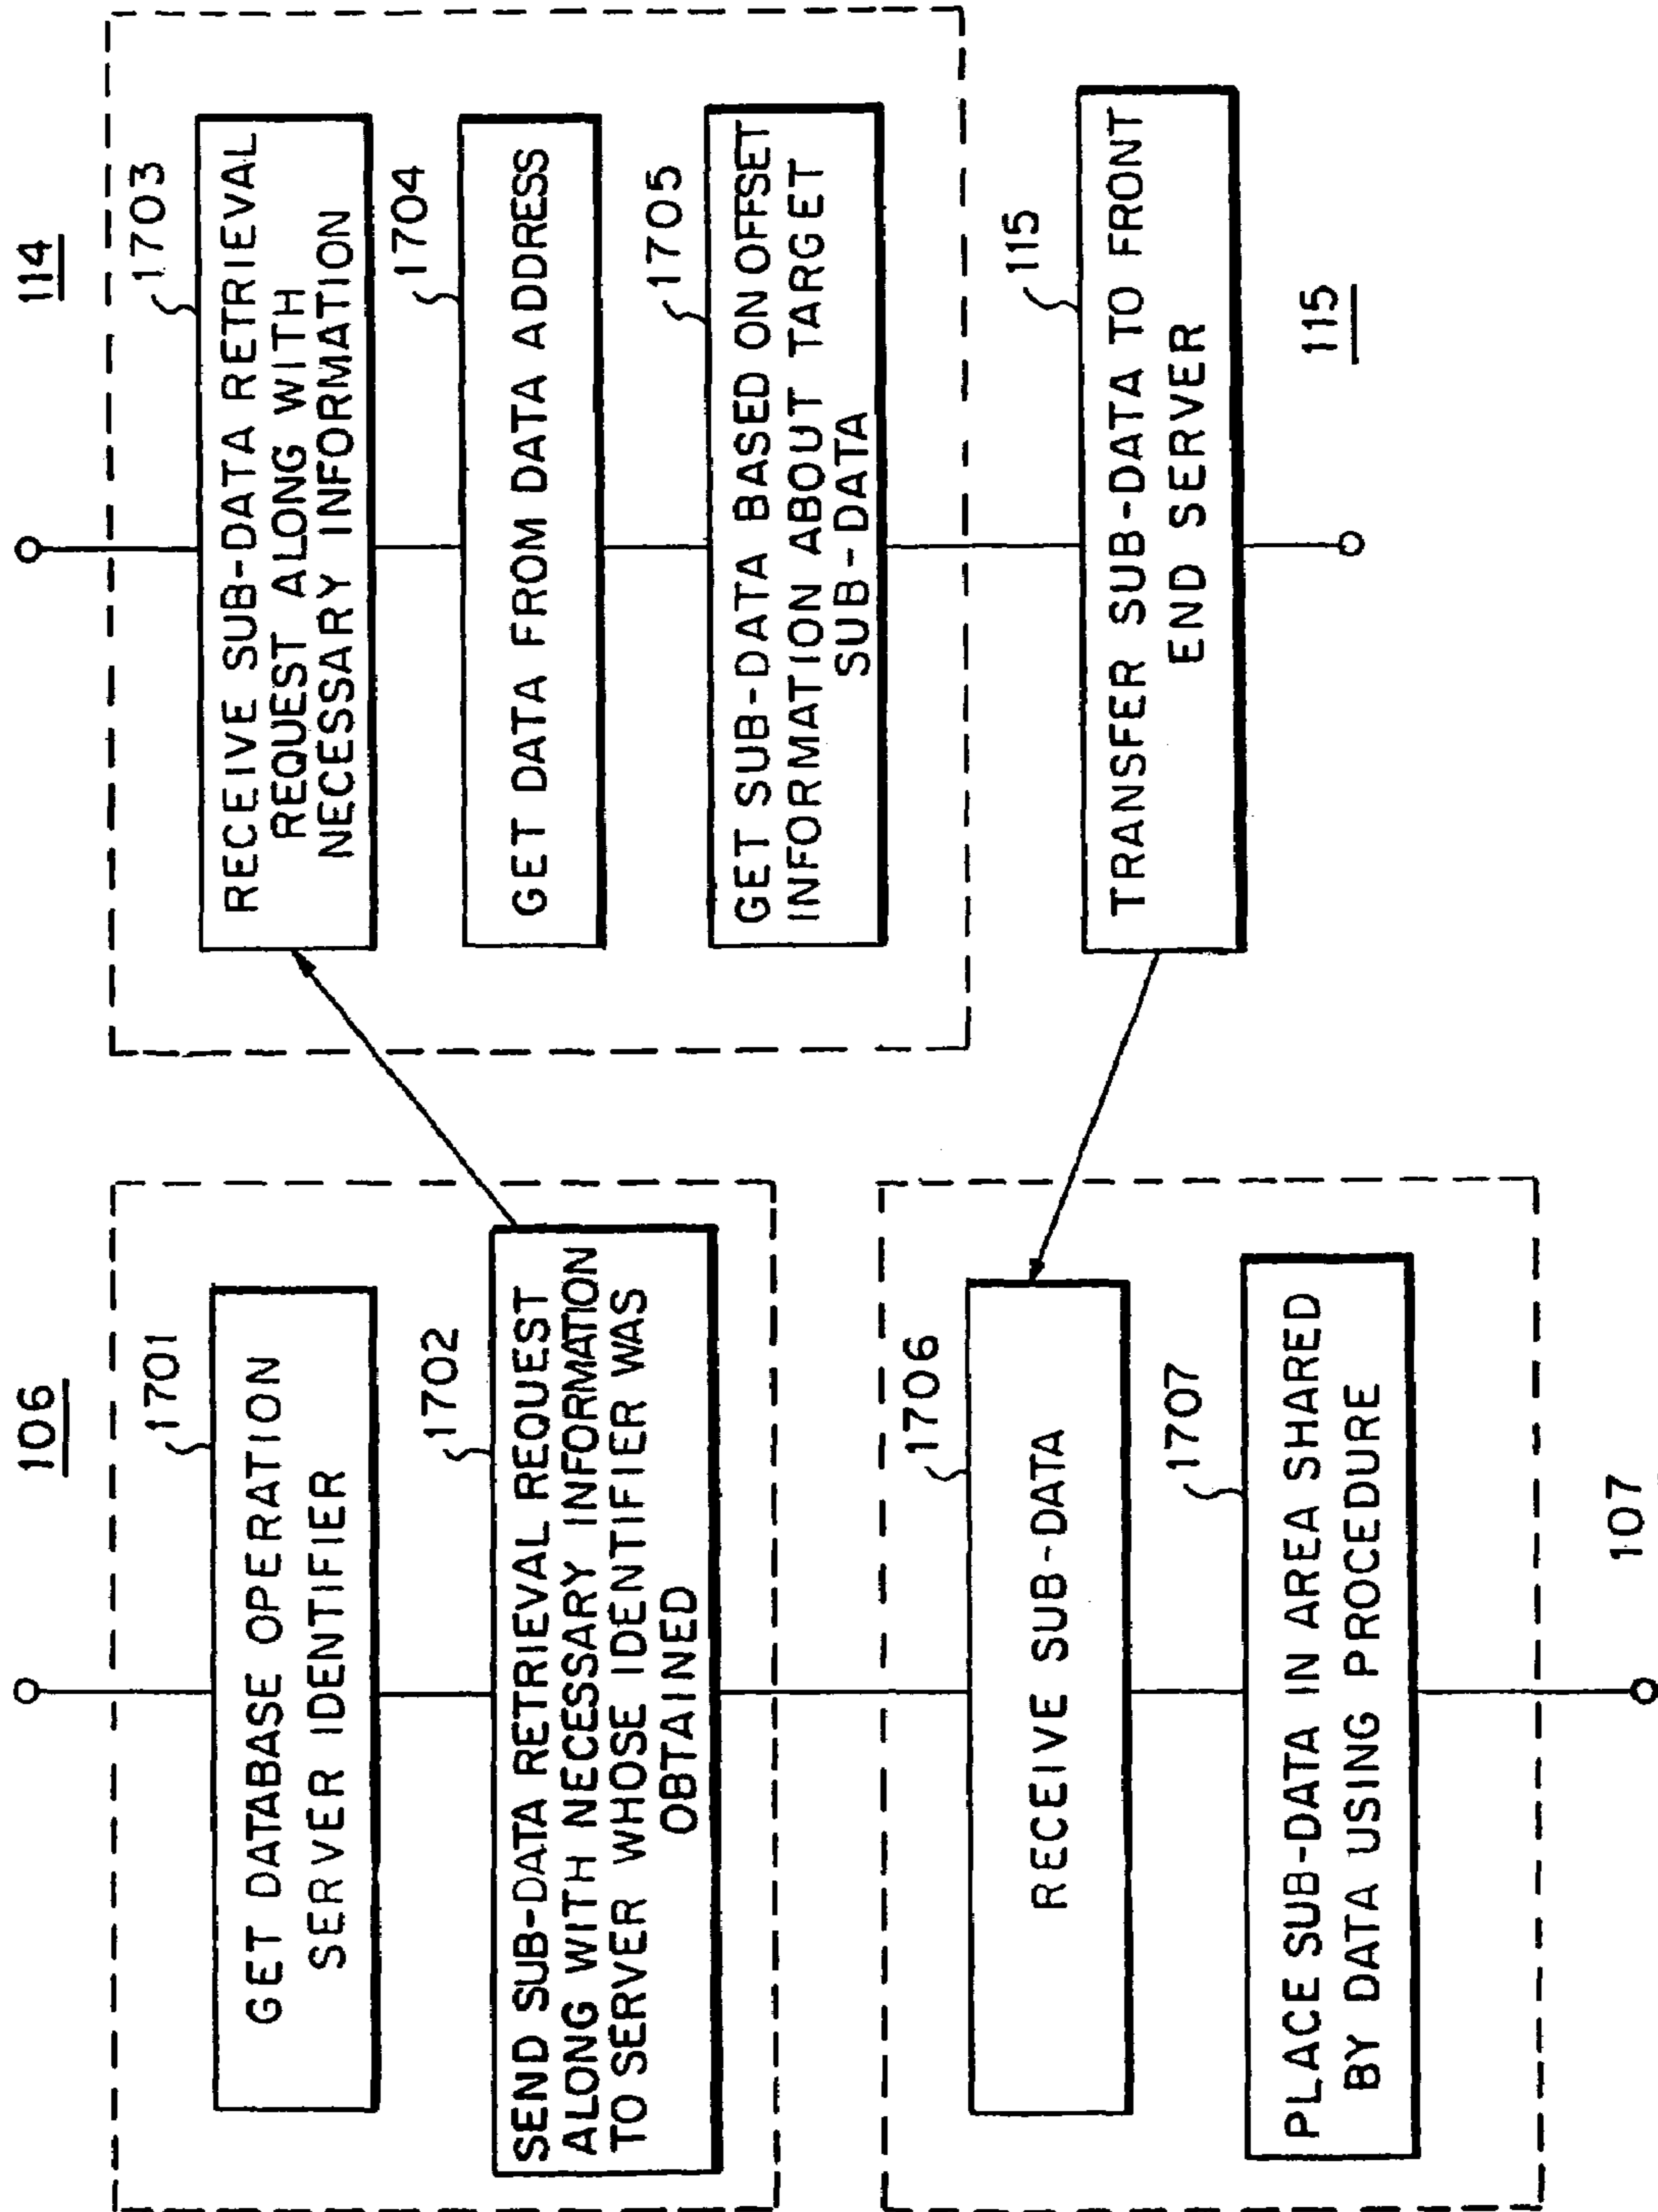 106
1701
GET DATABASE OPERATION
SERVER IDENTIFIER
1702
SEND SUB-DATA RETRIEVAL REQUEST
ALONG WITH NECESSARY INFORMATION
TO SERVER WHOSE IDENTIFIER WAS
OBTAINED
1706
RECEIVE SUB-DATA
1707
PLACE SUB-DATA IN AREA SHARED
BY DATA USING PROCEDURE
107
114
1703
RECEIVE SUB-DATA RETRIEVAL
REQUEST ALONG WITH
NECESSARY INFORMATION
1704
GET DATA FROM DATA ADDRESS
1705
GET SUB-DATA BASED ON OFFSET
INFORMATION ABOUT TARGET
SUB-DATA
115
TRANSFER SUB-DATA TO FRONT
END SERVER
115